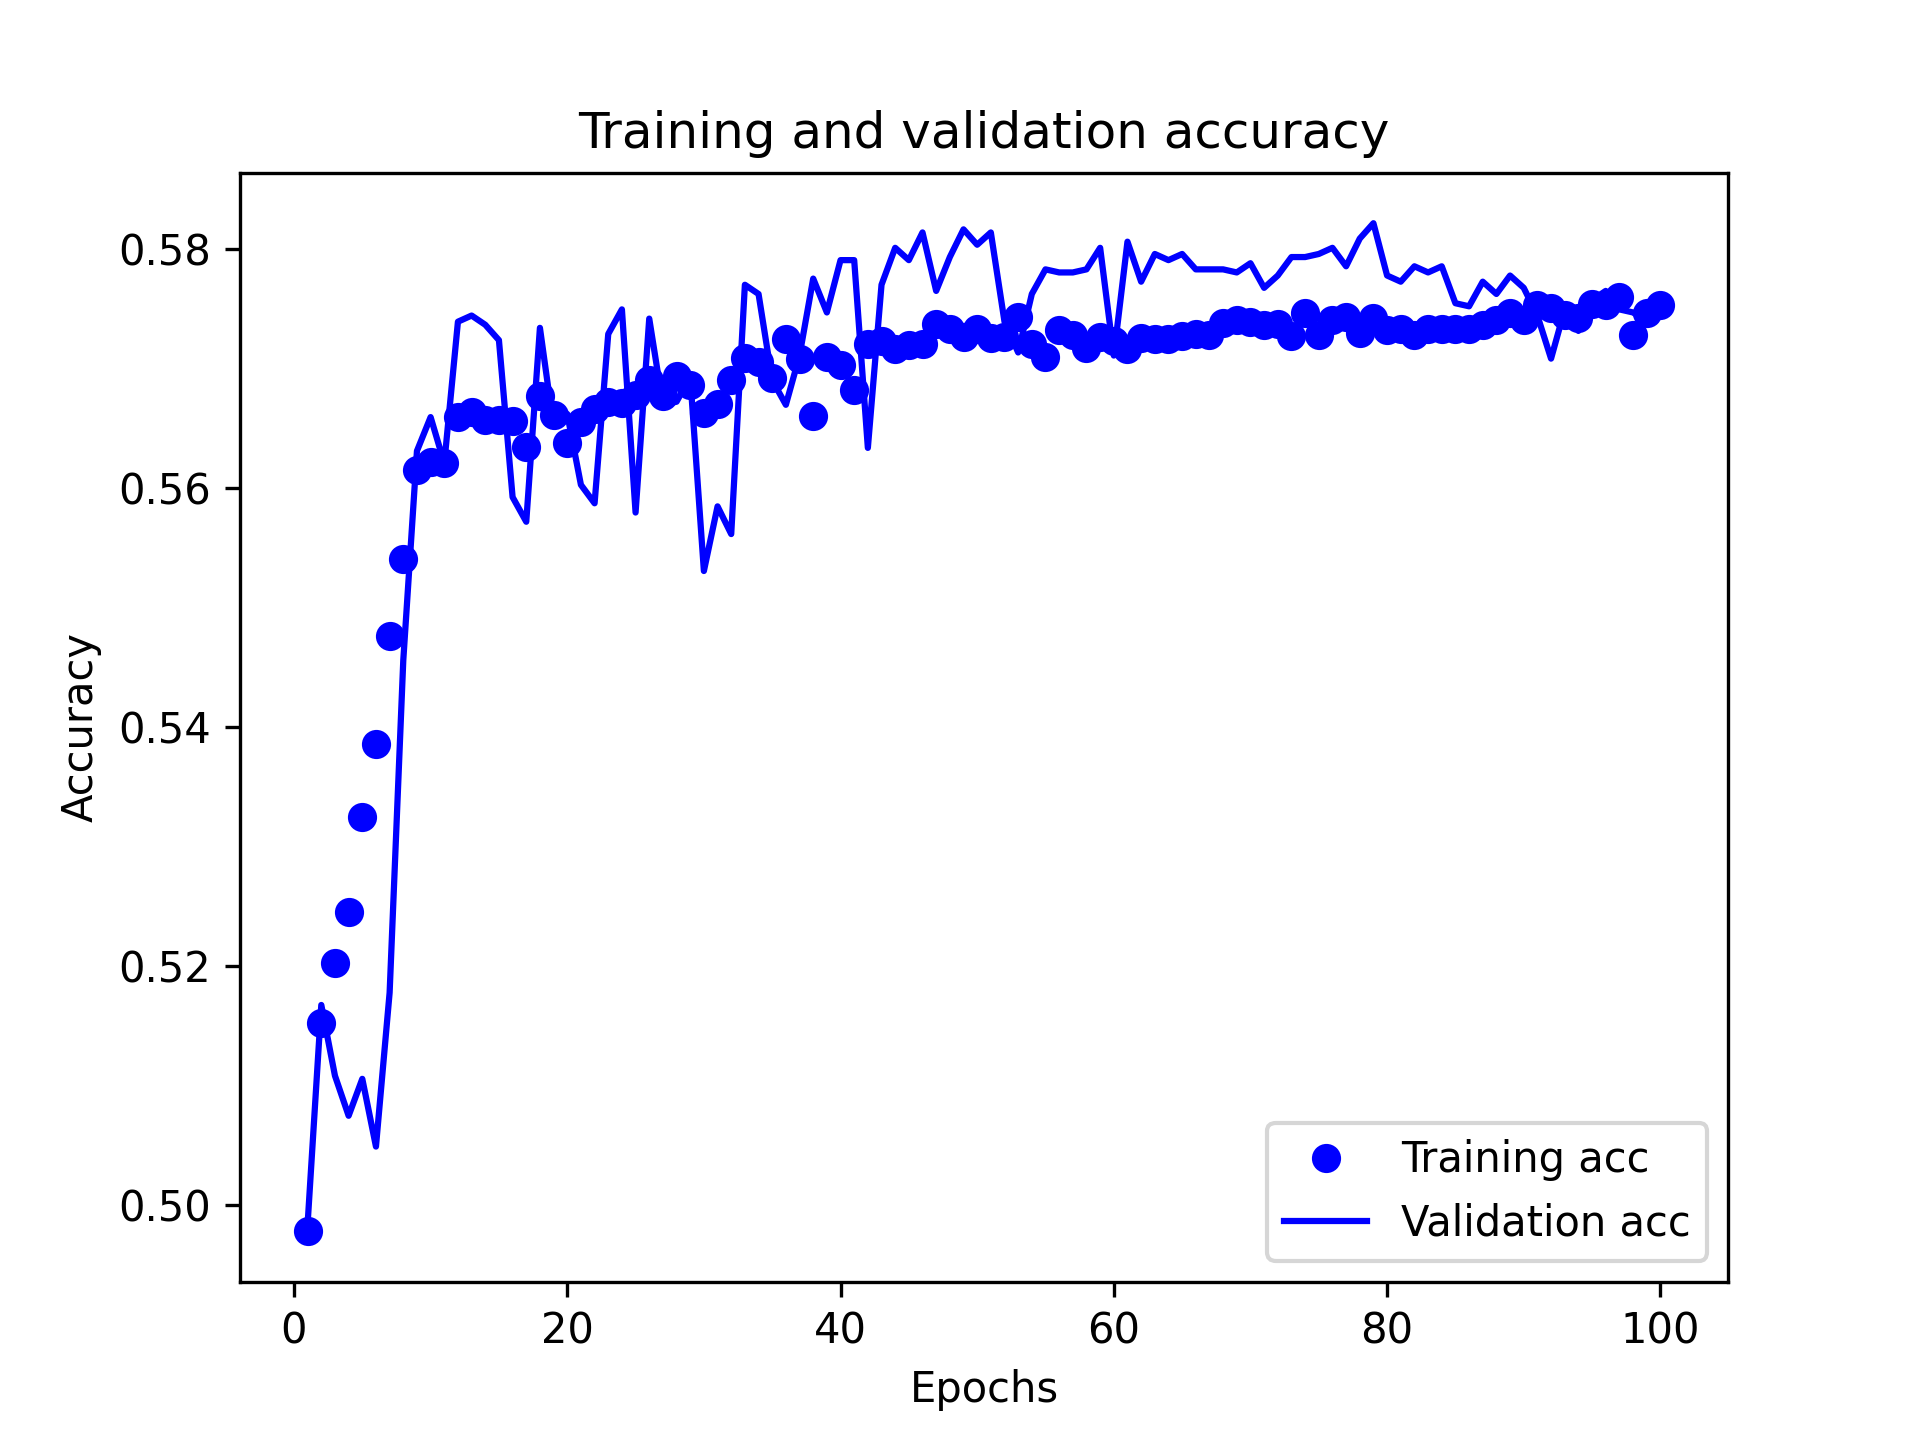 Training and validation accuracy
0.58
0.56
0.54
0.52
0.50
Accuracy
Training acc
Validation acc
0 20 40 60 80 100
Epochs